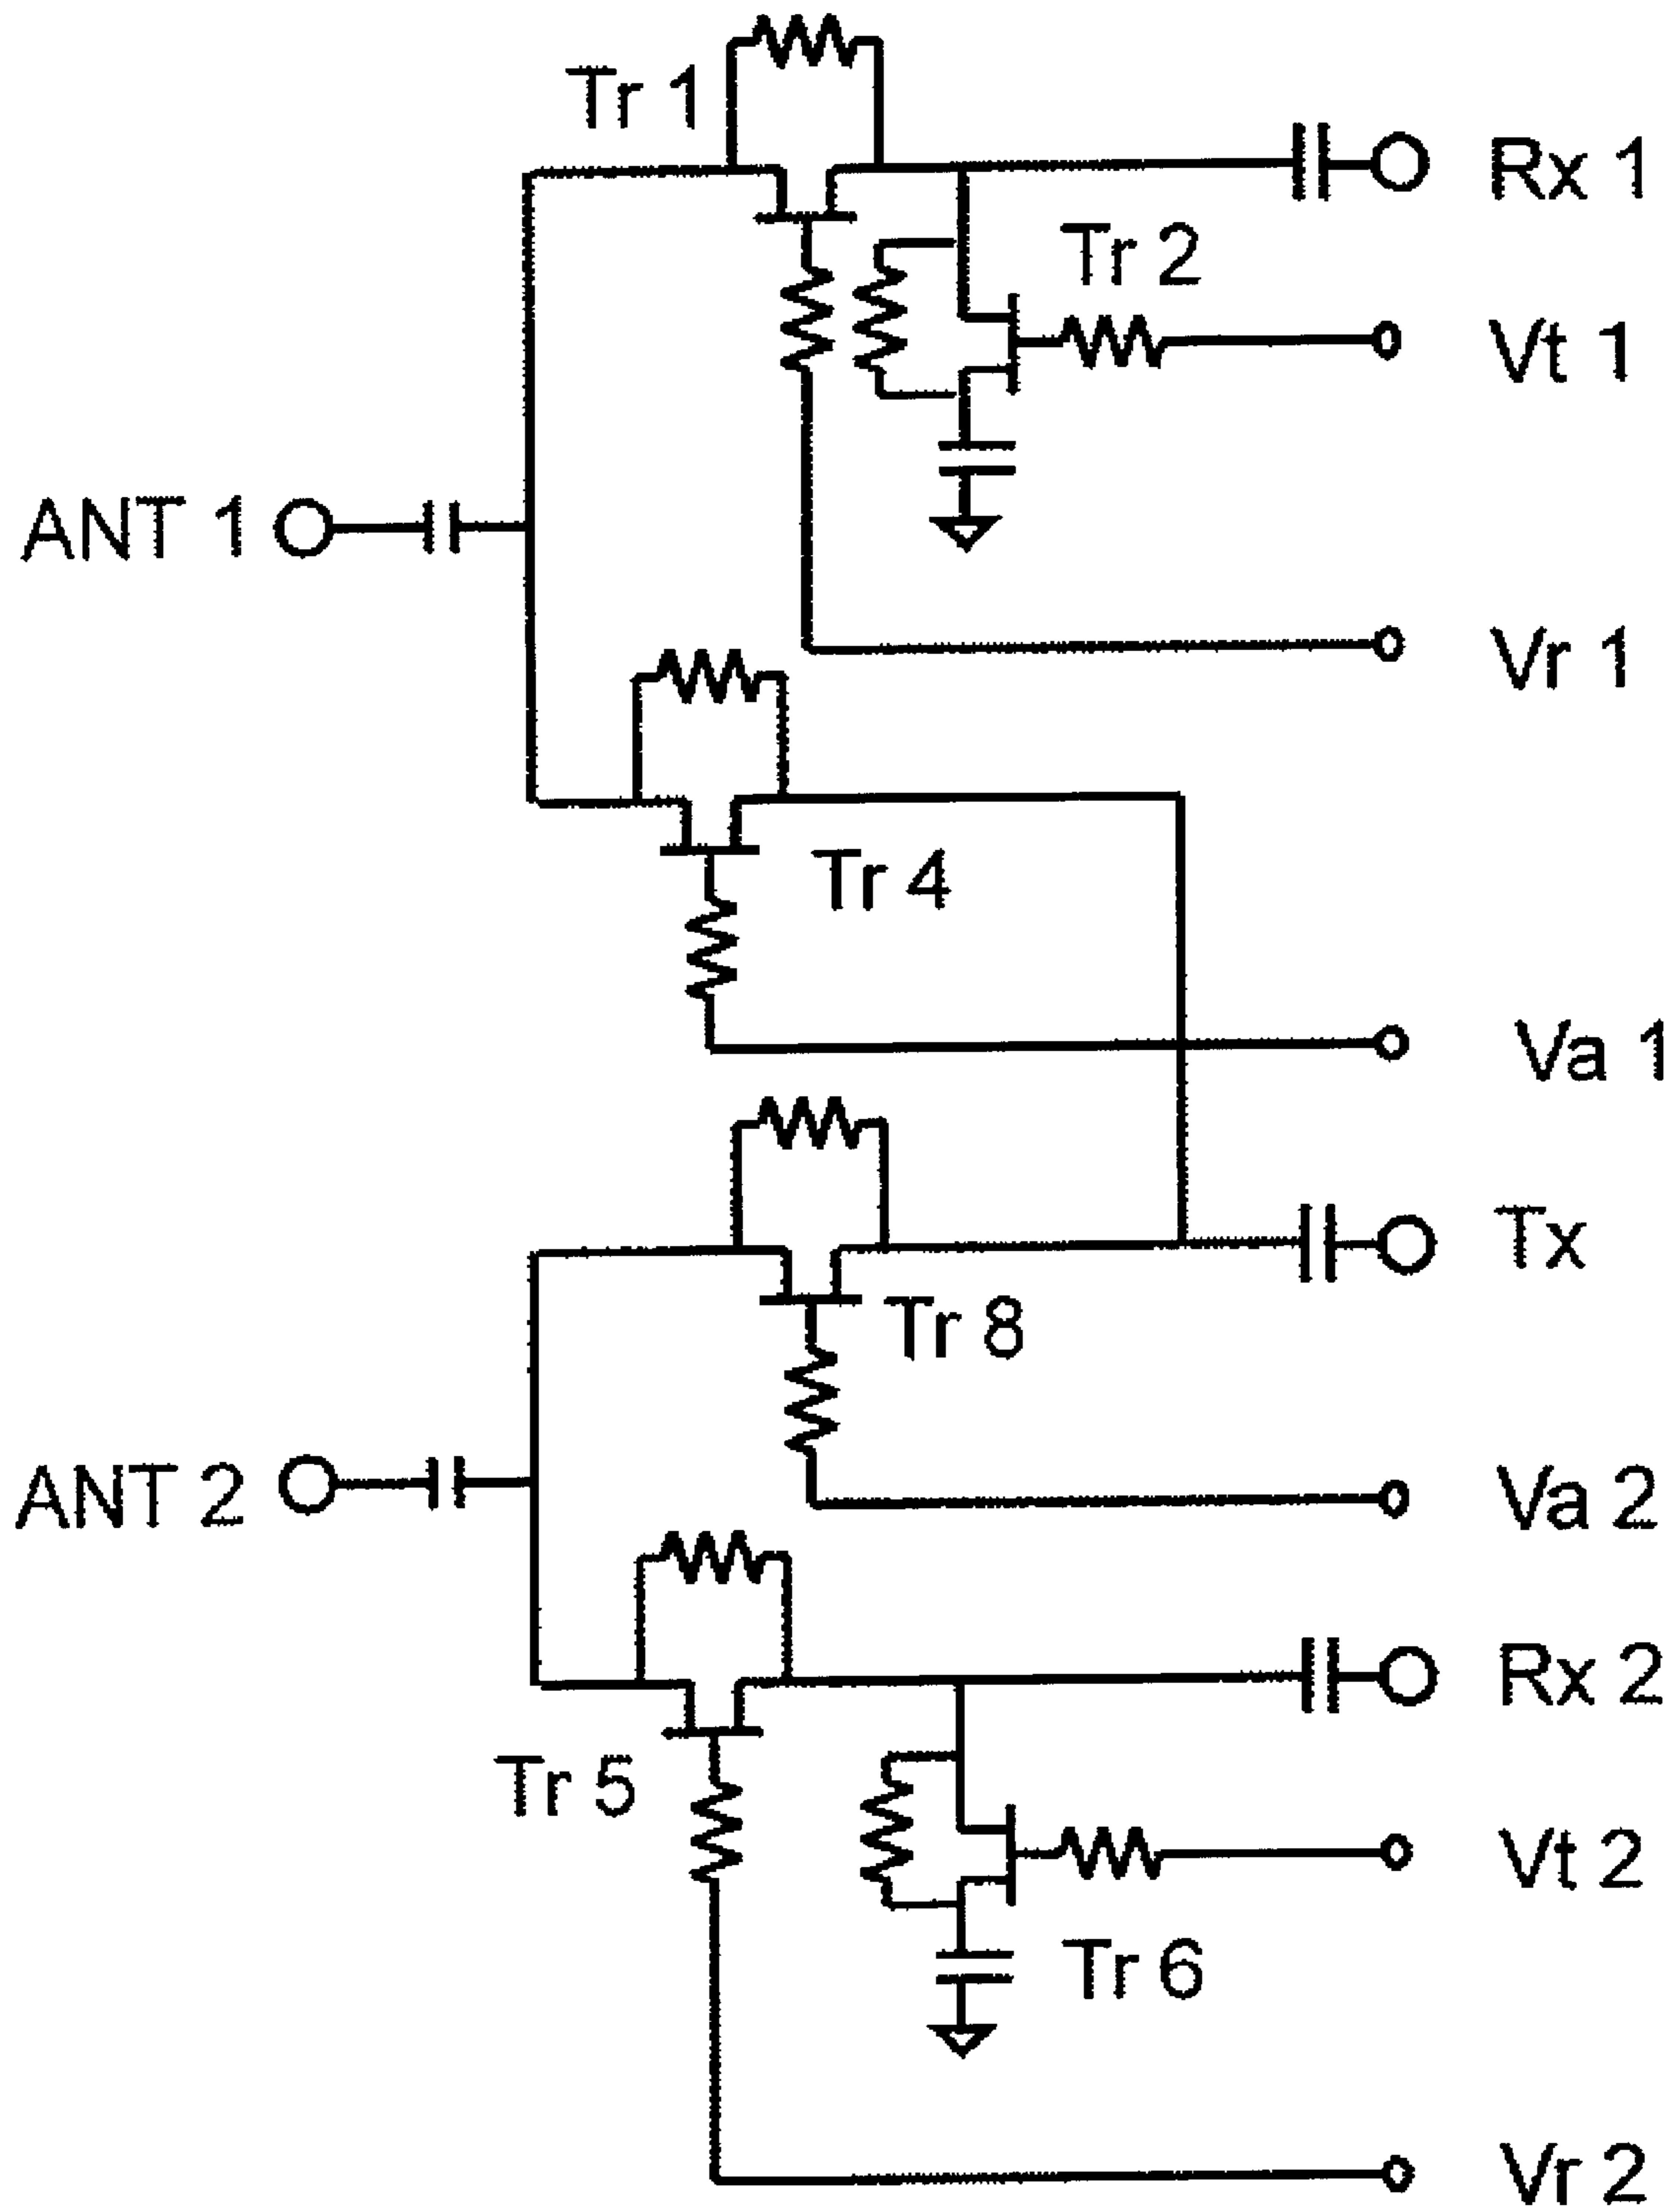 Tr 1
Rx 1
Tr 2
Vt 1
ANT 1
Vr 1
Tr 4
Va 1
Tx
Tr 8
ANT 2
Va 2
Rx 2
Tr 5
Vt 2
Tr 6
Vr 2